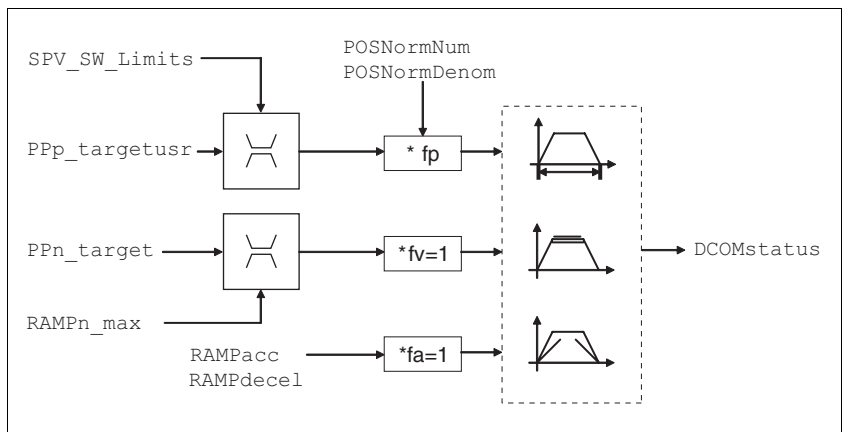 SPV_SW_Limits
POSNormNum
POSNormDenom
PPp_targetusr
* fp
PPn_target
*fv=1
DCOMstatus
RAMPn_max
RAMPacc
RAMPdecel
*fa=1